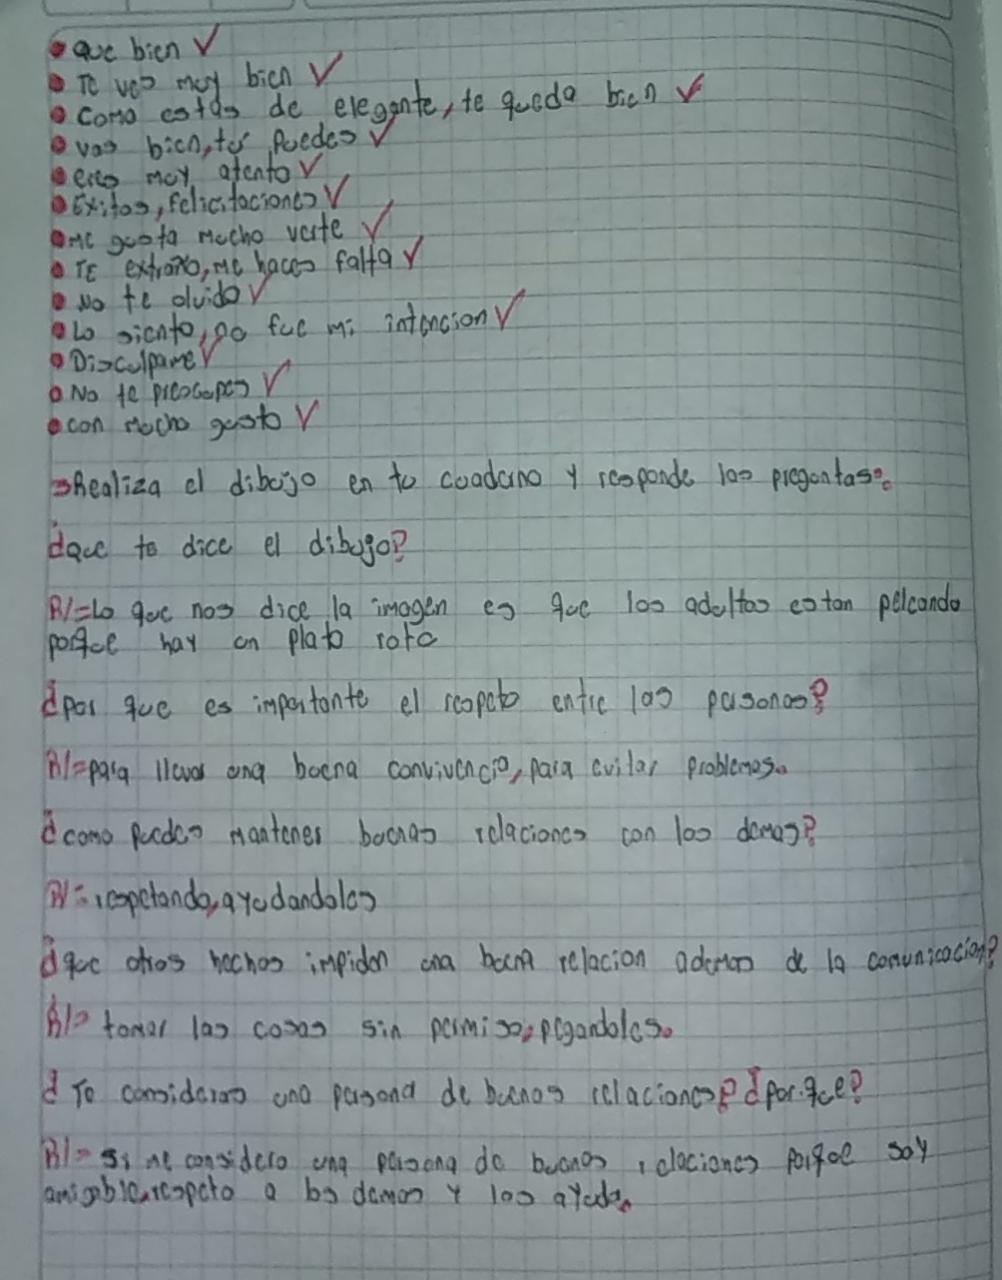 • que bien ✓
• Te ves muy bien ✓
• Como estas de elegante, te queda bien ✓
• vas bien, tú puedes ✓
• eres muy atento ✓
• Exitos, felicitaciones ✓
• me gusta mucho verte ✓
• TE extraño, me haces falta ✓
• No te olvido ✓
• Lo siento, no fue mi intencion ✓
• Disculpame ✓
• No te preocupes ✓
• con mucho gusto ✓
⇒ Realiza el dibujo en tu cuaderno y responde las preguntas:
¿que te dice el dibujo?
R/= Lo que nos dice la imagen es que los adultos estan peleando
porque hay un plato roto
¿por que es importante el respeto entre las personas?
R/= para llevar una buena convivencia, para evitar problemas.
¿como puedes mantener buenas relaciones con los demas?
R/= respetando, ayudandoles
¿que otros hechos impiden una buena relacion ademas de la comunicacion?
R/= tomar las cosas sin permiso, pegandoles.
¿Te consideras una persona de buenas relaciones? ¿por que?
R/= si me considero una persona de buenas relaciones porque soy
amigable, respeto a los demas y los ayudo.